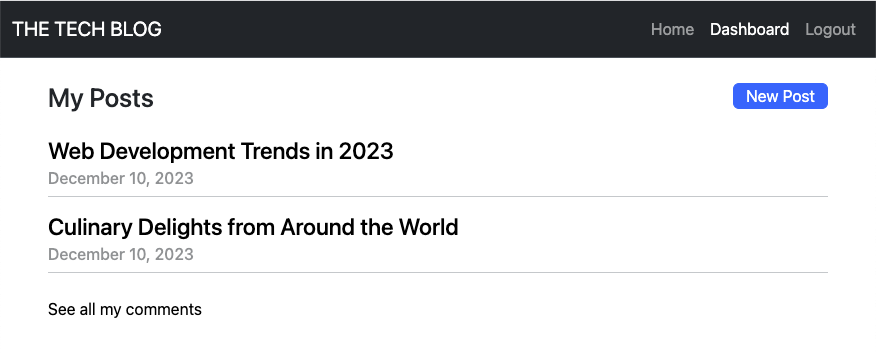 THE TECH BLOG
Home Dashboard Logout
My Posts
New Post
Web Development Trends in 2023
December 10, 2023
Culinary Delights from Around the World
December 10, 2023
See all my comments